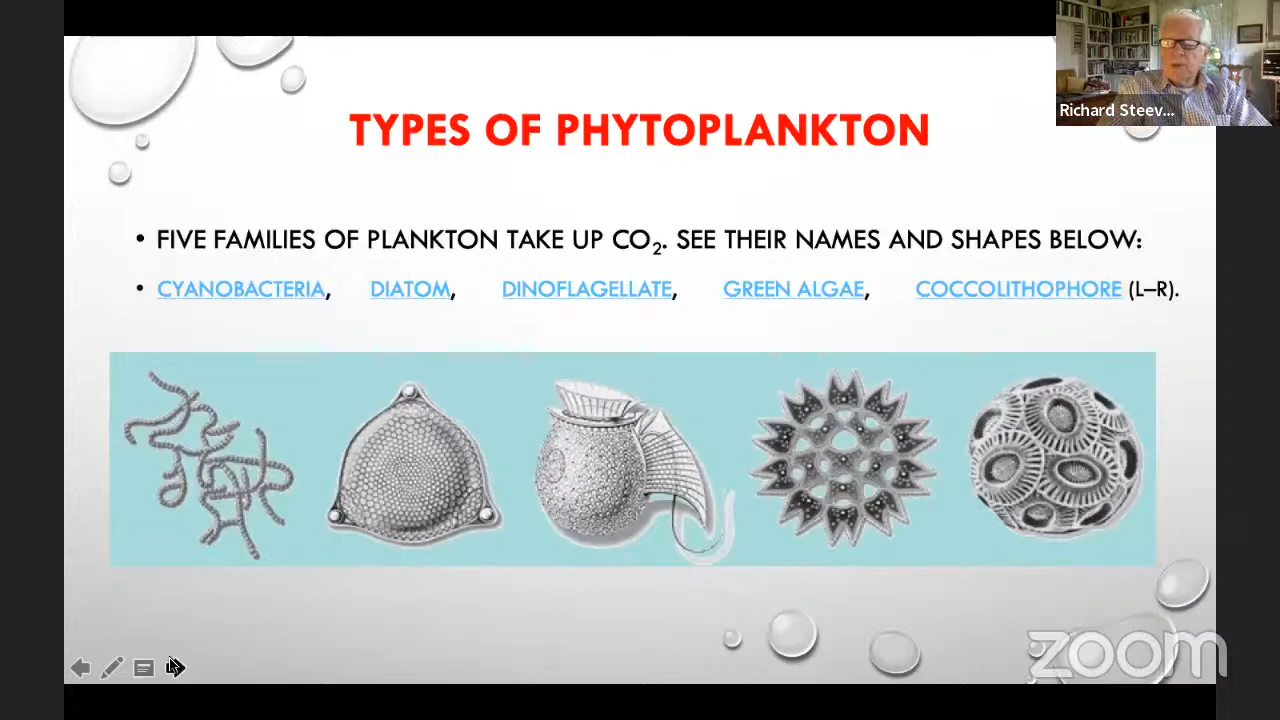 Richard Steev...
TYPES OF PHYTOPLANKTON
• FIVE FAMILIES OF PLANKTON TAKE UP CO₂. SEE THEIR NAMES AND SHAPES BELOW:
• CYANOBACTERIA, DIATOM, DINOFLAGELLATE, GREEN ALGAE, COCCOLITHOPHORE (L–R).
zoom